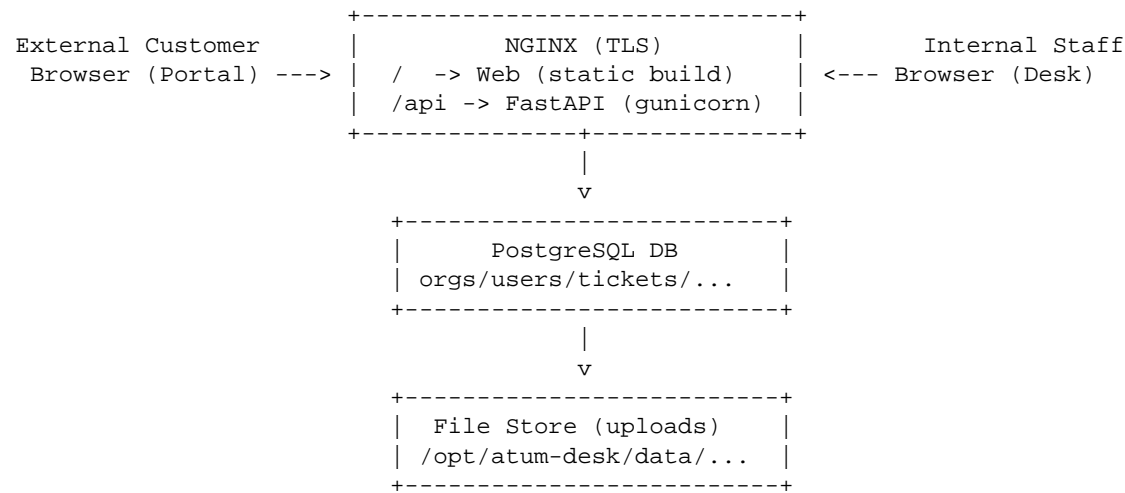 External Customer
Browser (Portal) --->
NGINX (TLS)
/  -> Web (static build)
/api -> FastAPI (gunicorn)
Internal Staff
<--- Browser (Desk)
PostgreSQL DB
orgs/users/tickets/...
v
File Store (uploads)
/opt/atum-desk/data/...